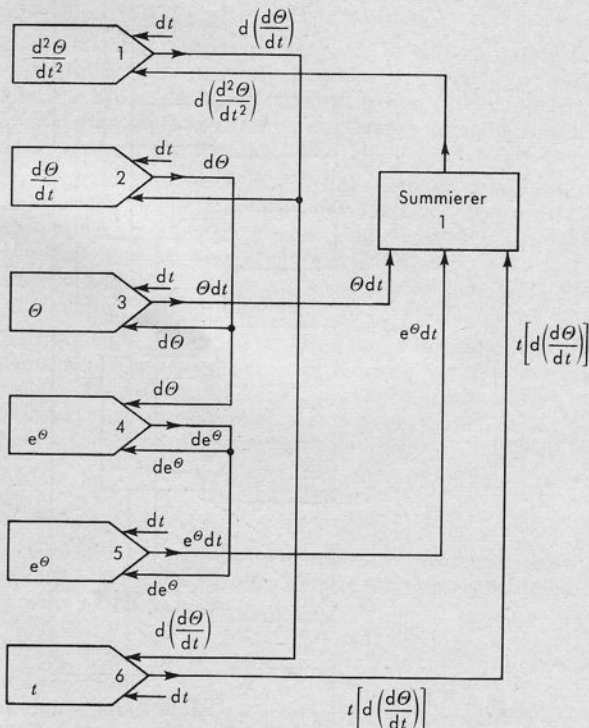 dt
d(dΘ/dt)
d²Θ/dt² 1
d(d²Θ/dt²)
dt
dΘ
dΘ/dt 2
Summierer
1
dt
Θdt
Θdt
Θ 3
dΘ
e^Θdt
t[d(dΘ/dt)]
dΘ
4
e^Θ
de^Θ
de^Θ
dt
e^Θdt
e^Θ 5
de^Θ
d(dΘ/dt)
t 6
dt
t[d(dΘ/dt)]